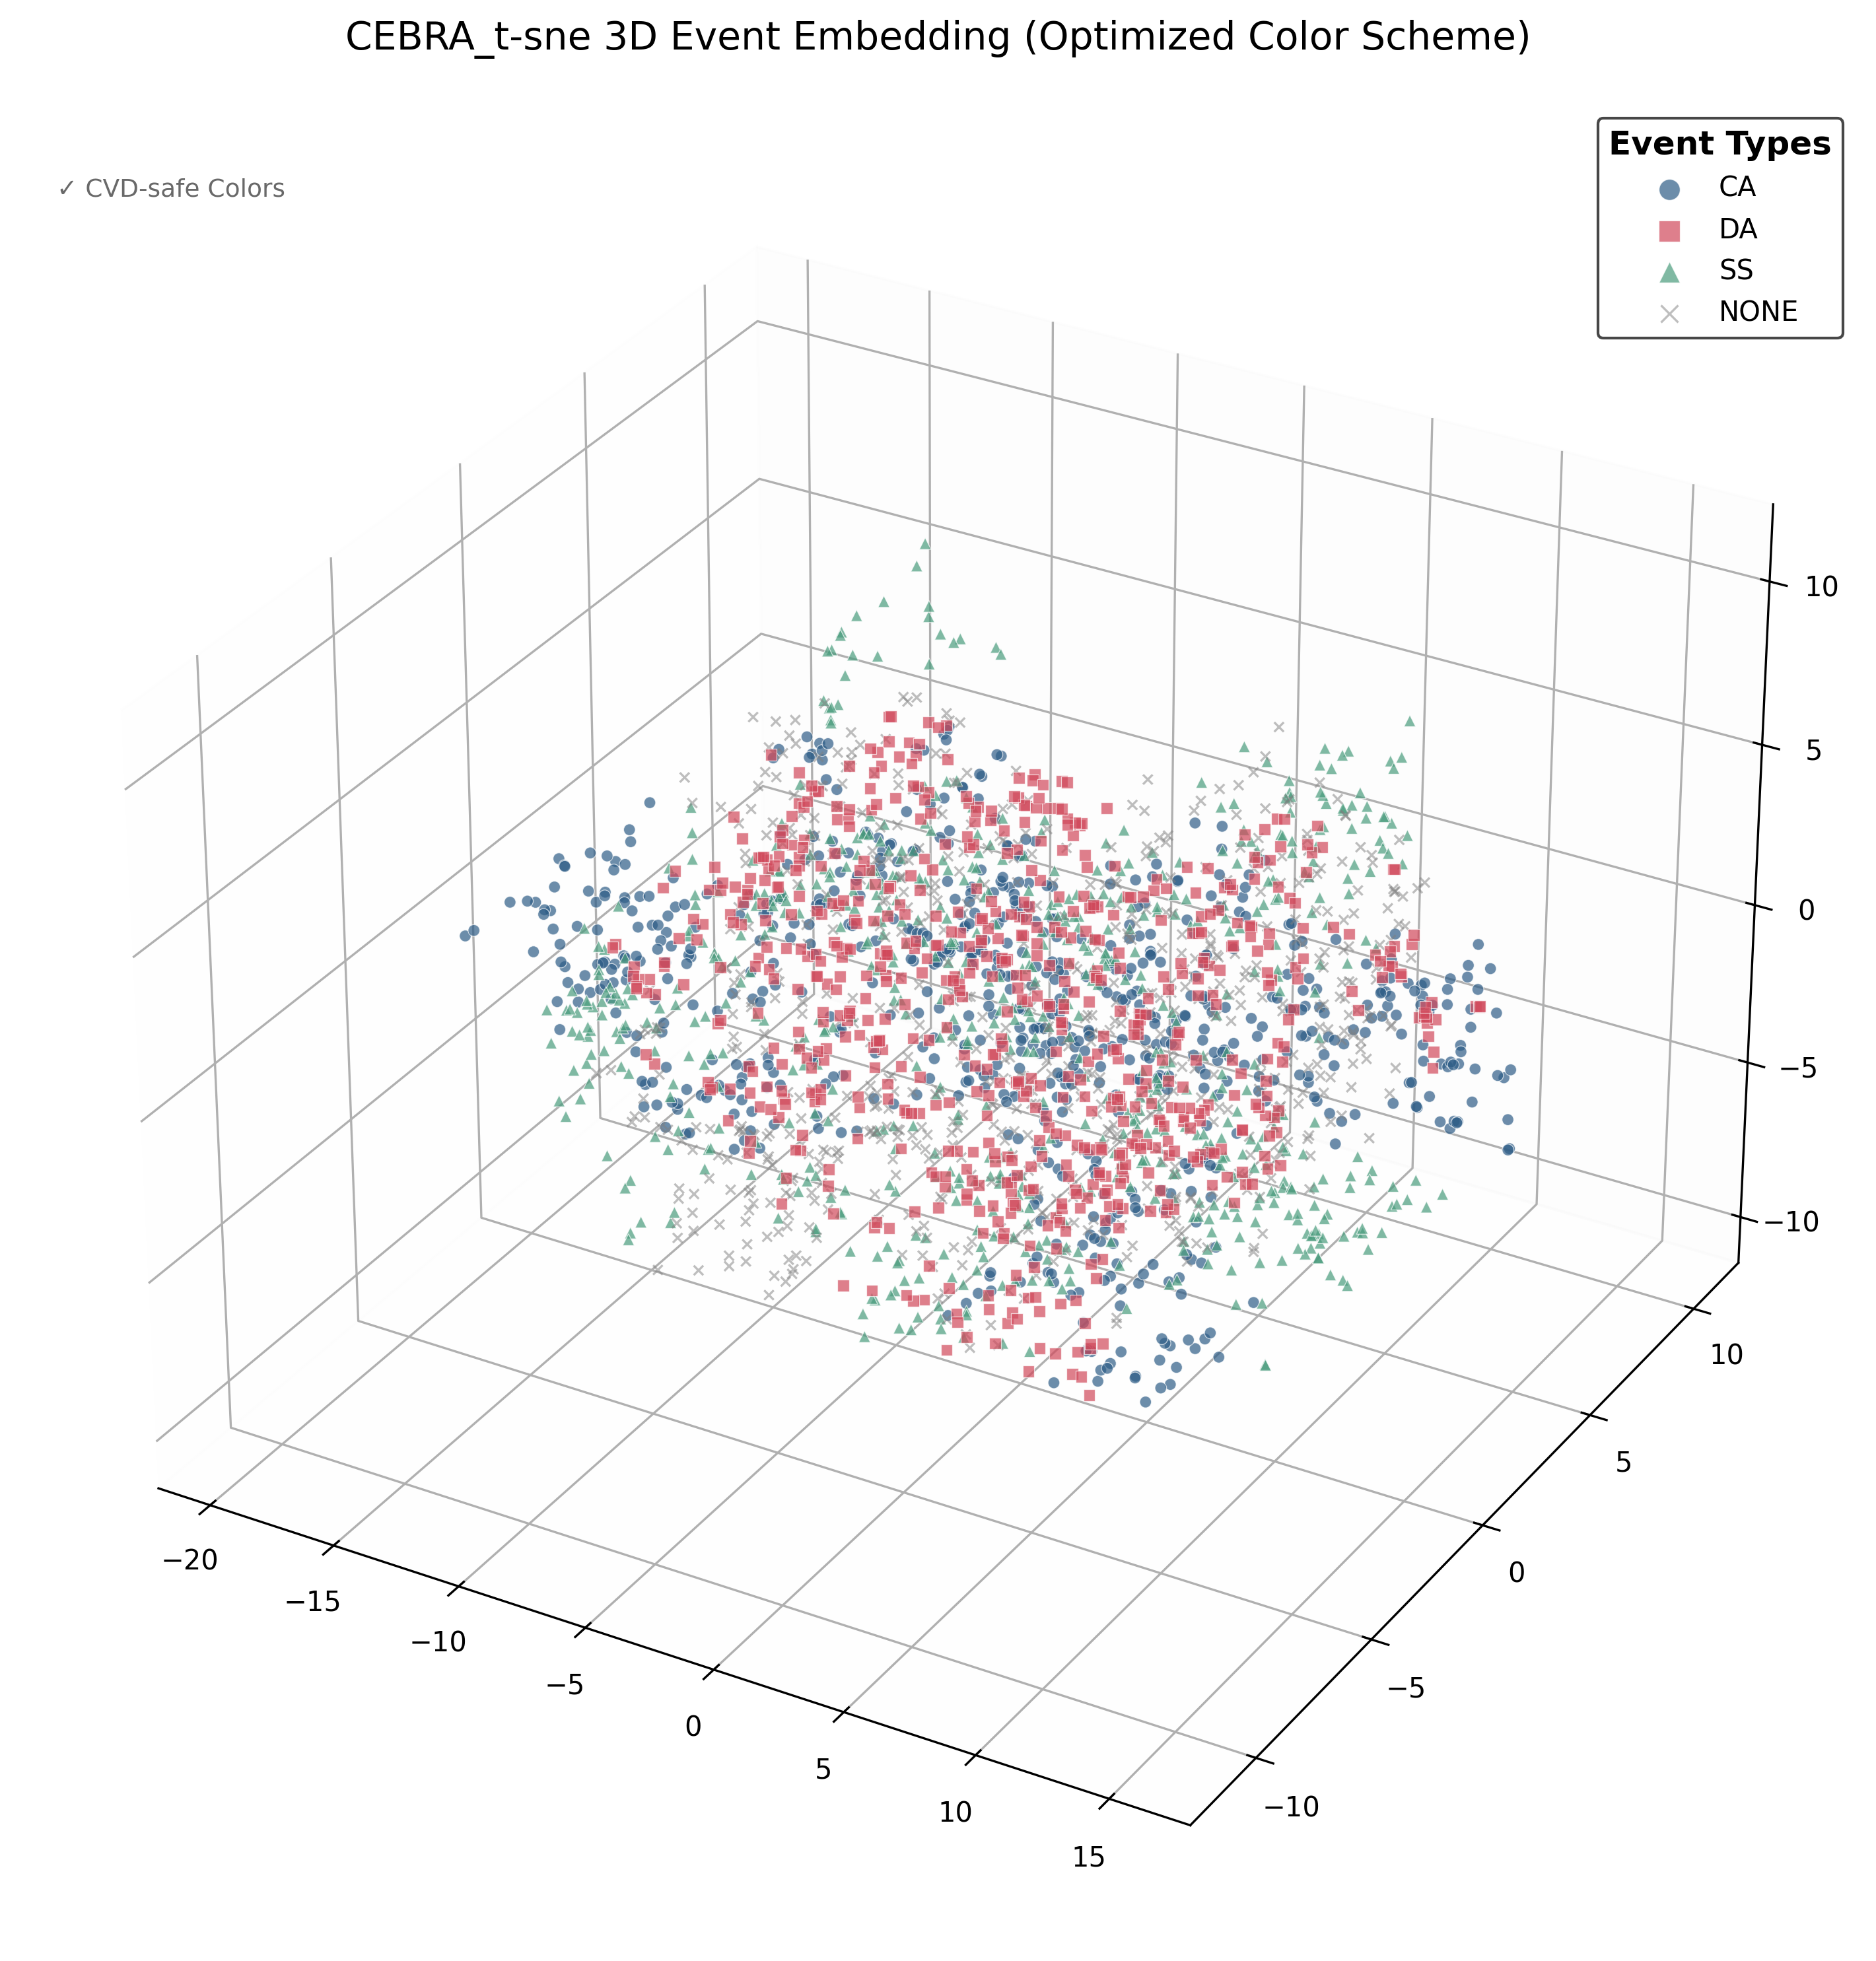 CEBRA_t-sne 3D Event Embedding (Optimized Color Scheme)
✓ CVD-safe Colors
Event Types
CA
DA
SS
NONE
10
5
0
−5
−10
−20
−15
−10
−5
0
5
10
15
10
5
0
−5
−10